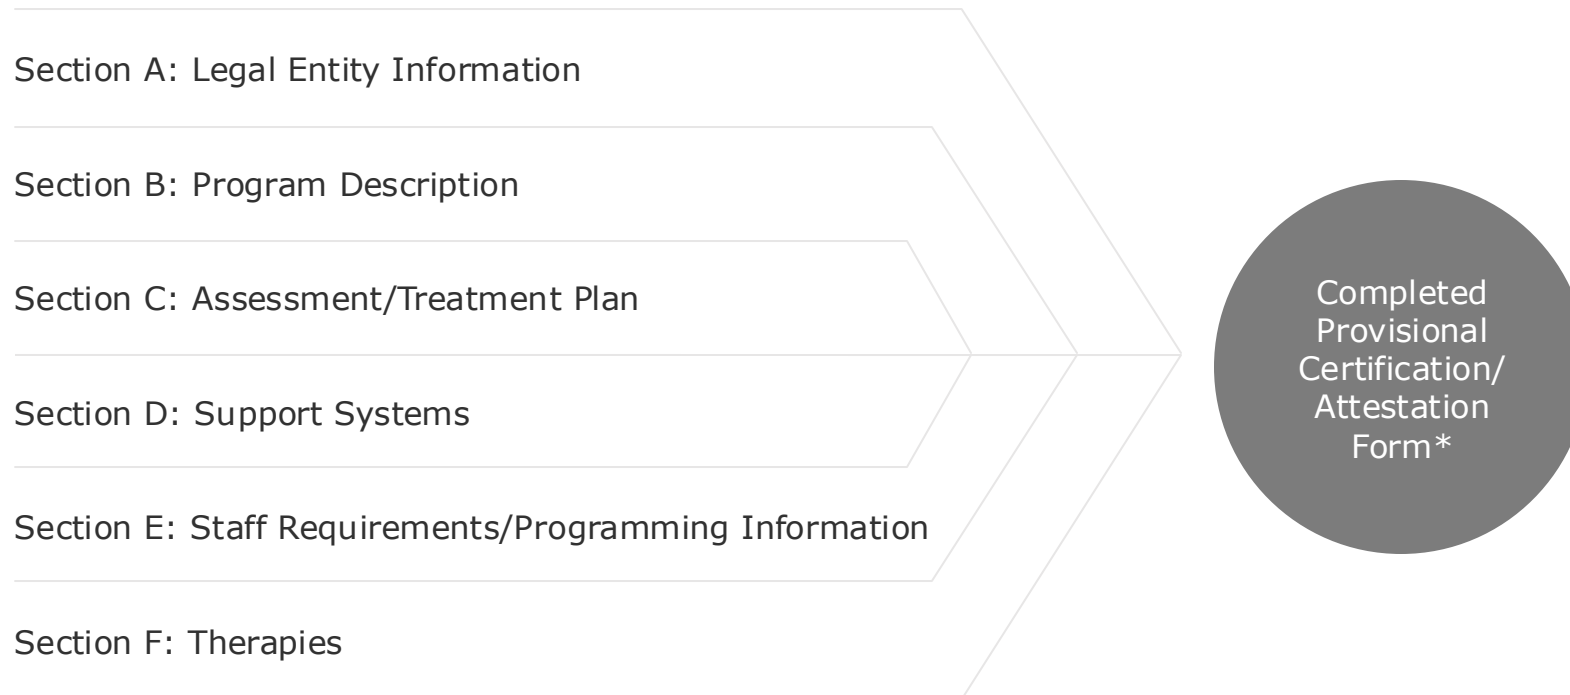 Section A: Legal Entity Information
Section B: Program Description
Section C: Assessment/Treatment Plan
Section D: Support Systems
Section E: Staff Requirements/Programming Information
Section F: Therapies
Completed
Provisional
Certification/
Attestation
Form*